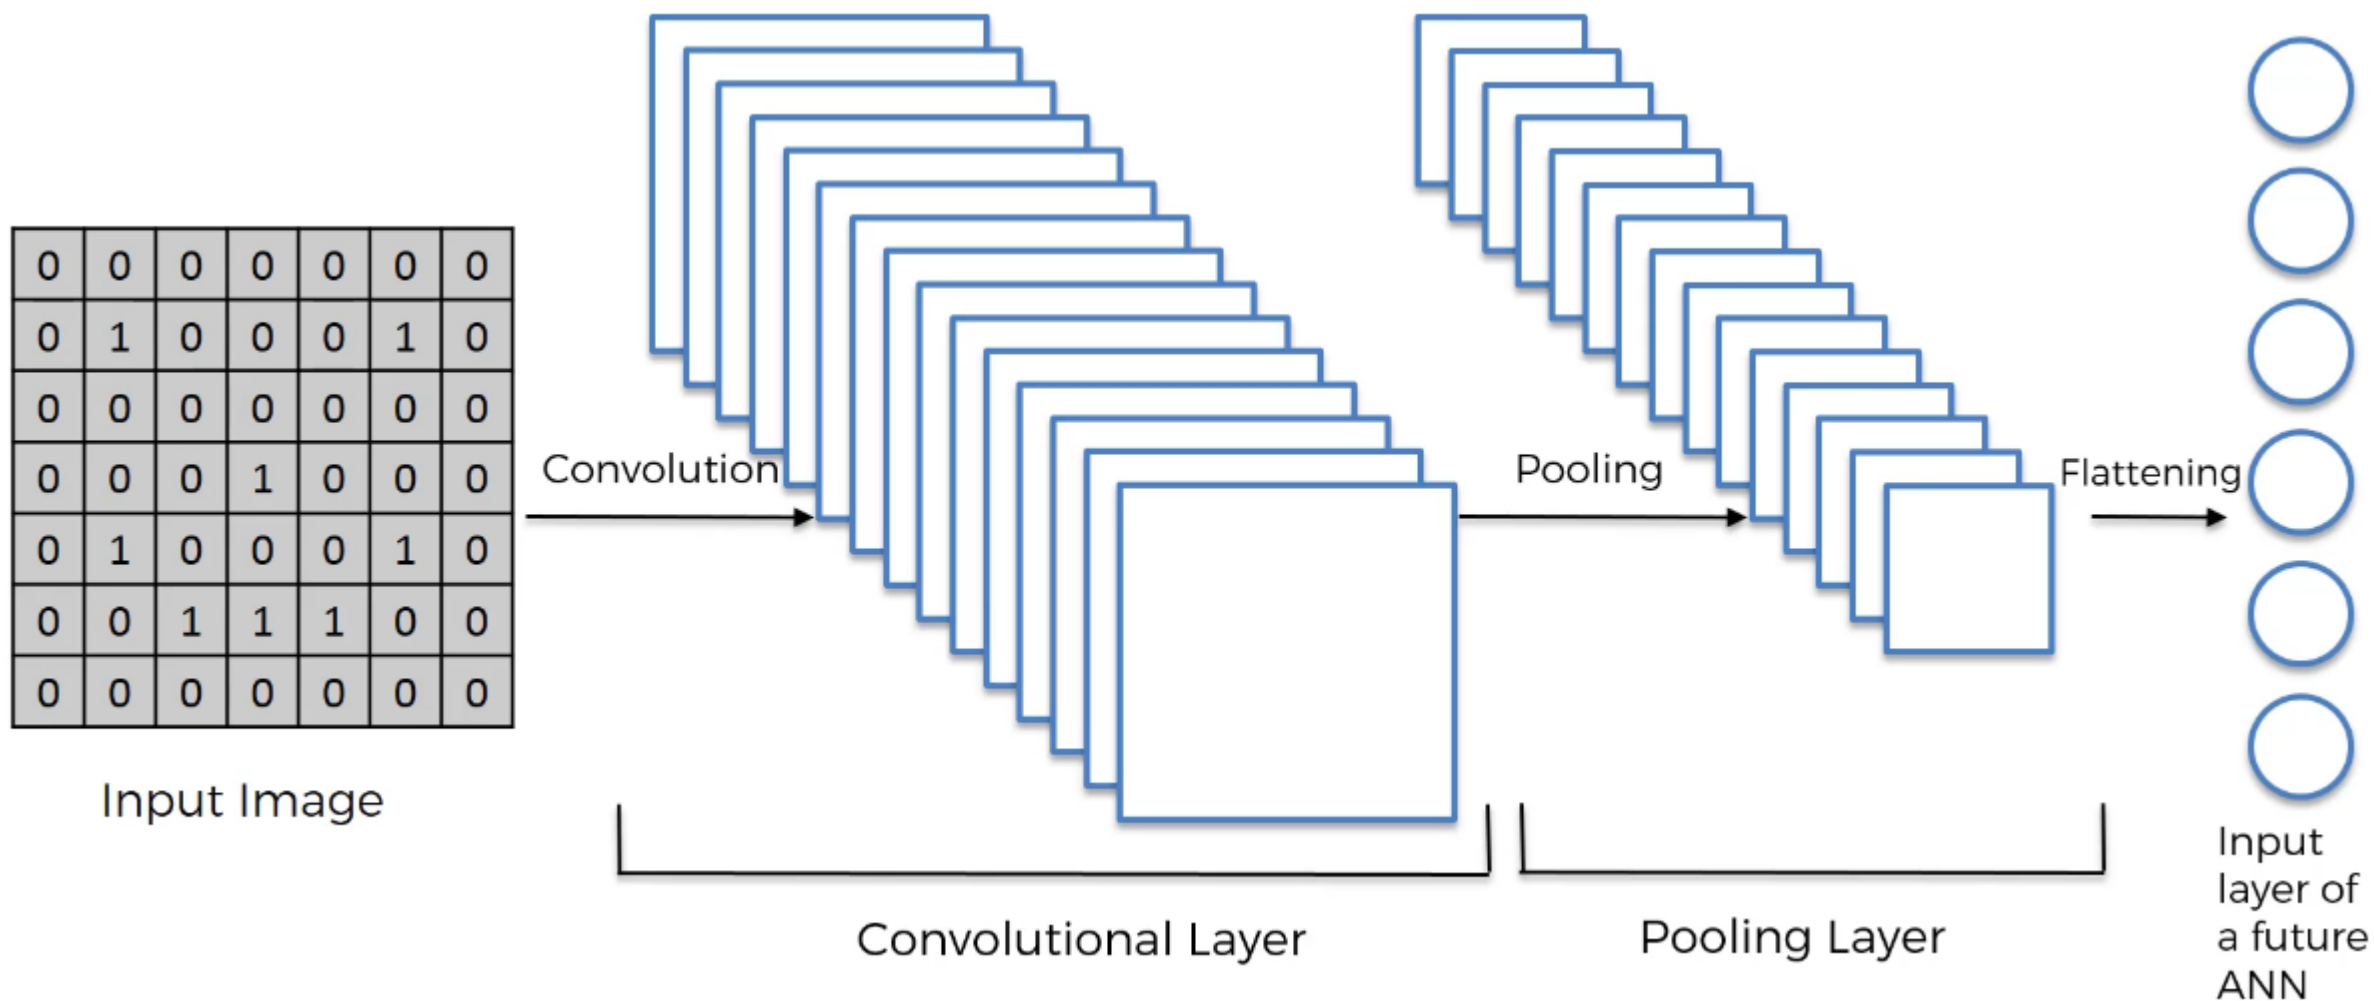 0 0 0 0 0 0 0
0 1 0 0 0 1 0
0 0 0 0 0 0 0
0 0 0 1 0 0 0
0 1 0 0 0 1 0
0 0 1 1 1 0 0
0 0 0 0 0 0 0
Input Image
Convolution
Convolutional Layer
Pooling
Pooling Layer
Flattening
Input
layer of
a future
ANN